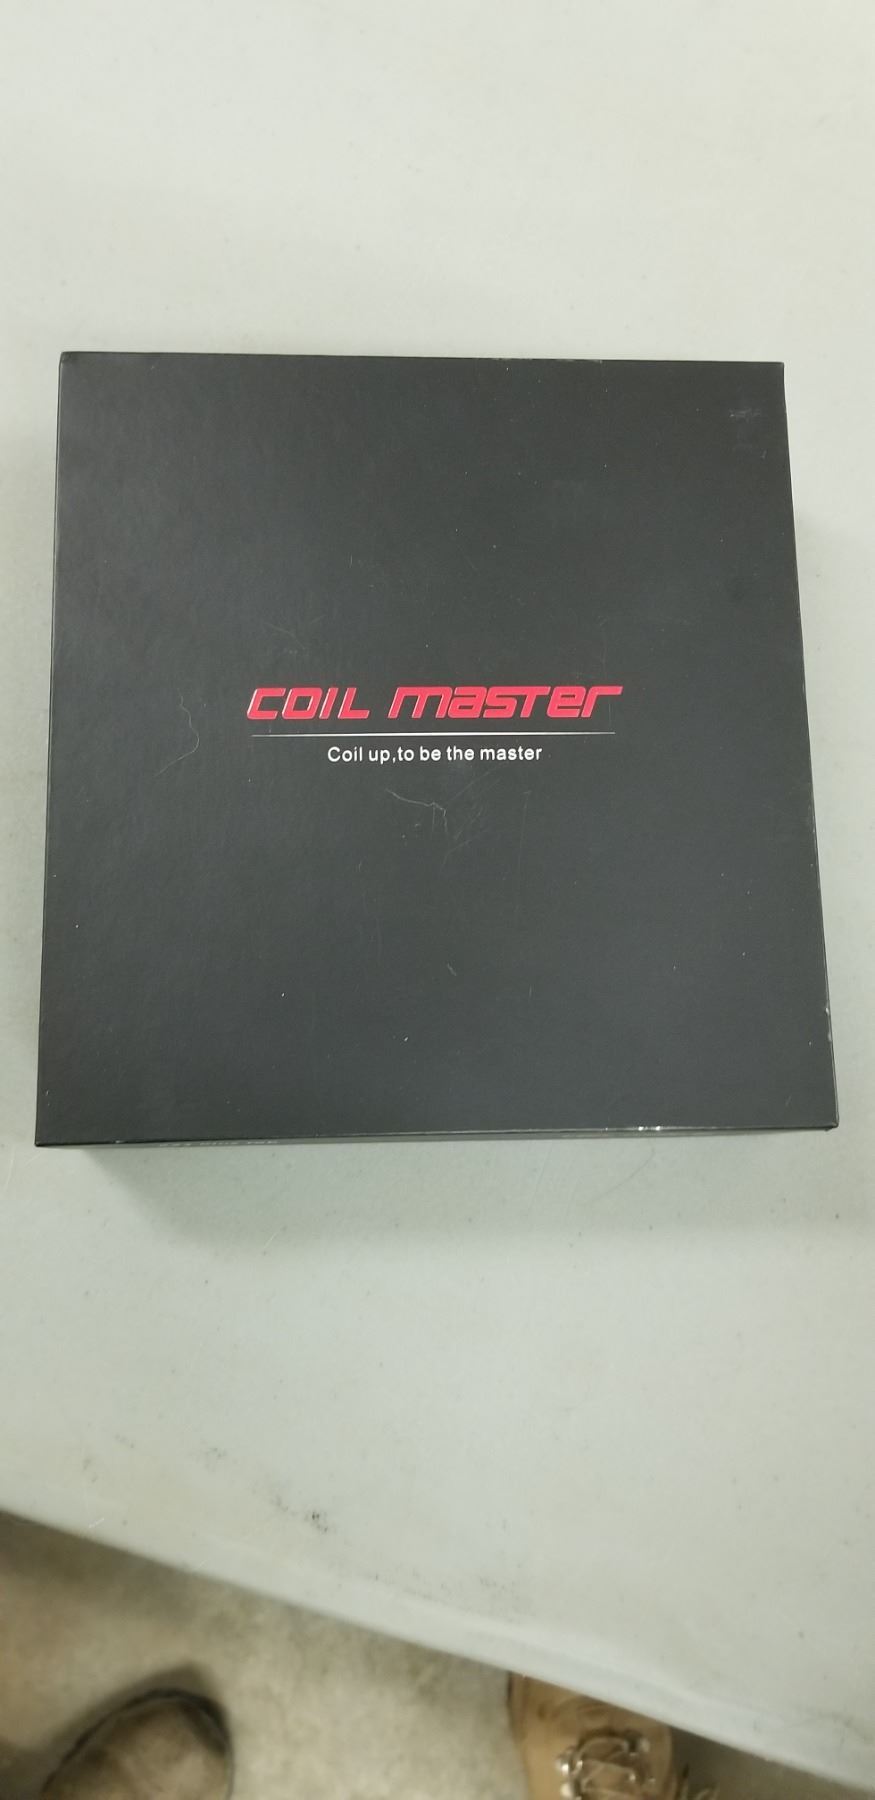 COIL MASTER
Coil up,to be the master